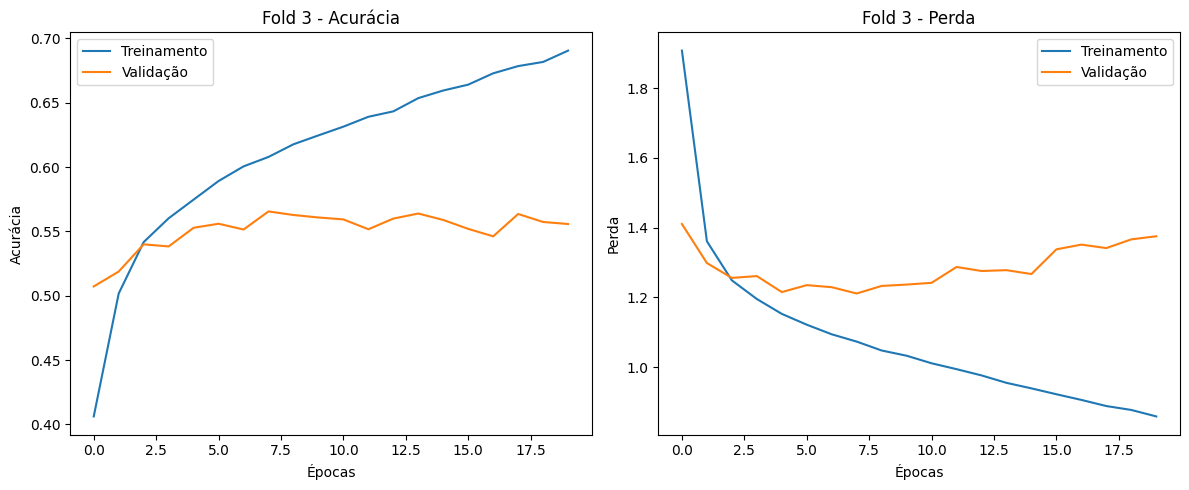 Fold 3 - Acurácia
Treinamento
Validação
Acurácia
0.70
0.65
0.60
0.55
0.50
0.45
0.40
0.0 2.5 5.0 7.5 10.0 12.5 15.0 17.5
Épocas
Fold 3 - Perda
Treinamento
Validação
Perda
1.8
1.6
1.4
1.2
1.0
0.0 2.5 5.0 7.5 10.0 12.5 15.0 17.5
Épocas